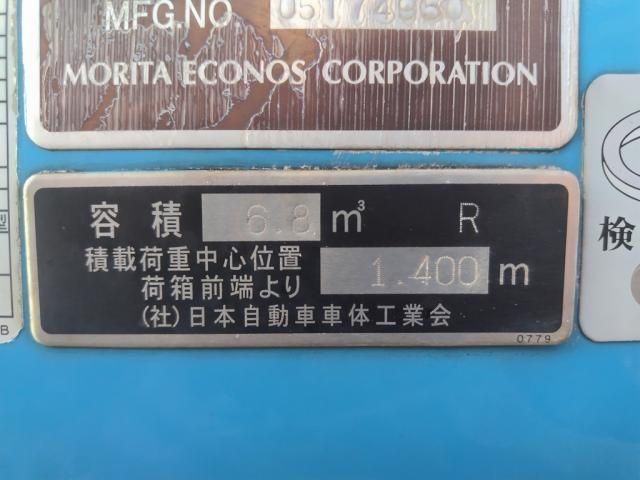 MFG.NO 05174960
MORITA ECONOS CORPORATION
容積 6.8 m³ R
積載荷重中心位置
荷箱前端より 1.400 m
(社)日本自動車車体工業会
0779
型
B
検